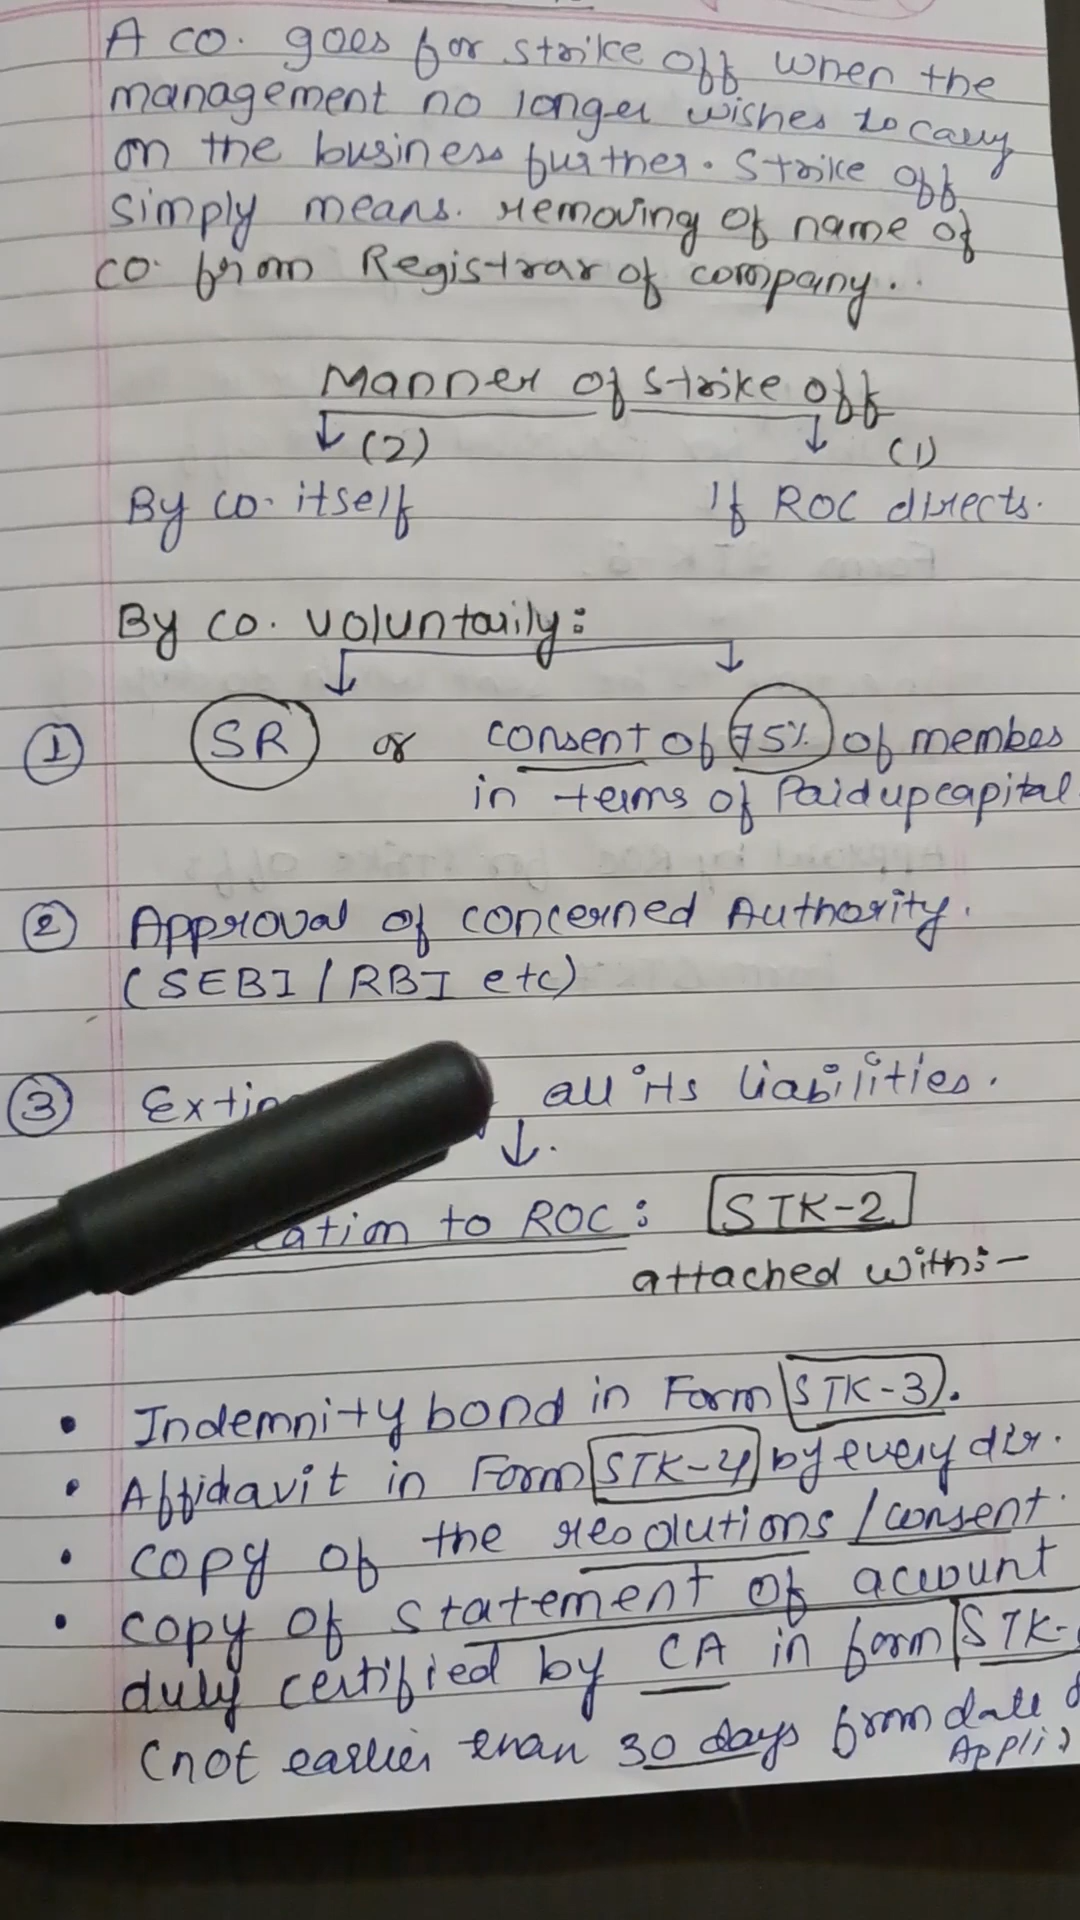 A co. goes for strike off when the
management no longer wishes to carry
on the business further. Strike off
simply means. removing of name of
co. from Registrar of company..
Manner of strike off
(2) (1)
By co. itself If ROC directs.
By co. voluntarily:
① SR or consent of 75% of membes
in terms of Paidupcapital
② Approval of concerned Authority.
(SEBI / RBI etc)
③ all its liabilities.
to ROC: STK-2
attached with:-
• Indemnity bond in Form STK-3.
• Affidavit in Form STK-4 by every dir.
• copy of the resolutions / consent.
• copy of statement of account
duly certified by CA in form STK-
(not earlier than 30 days from date